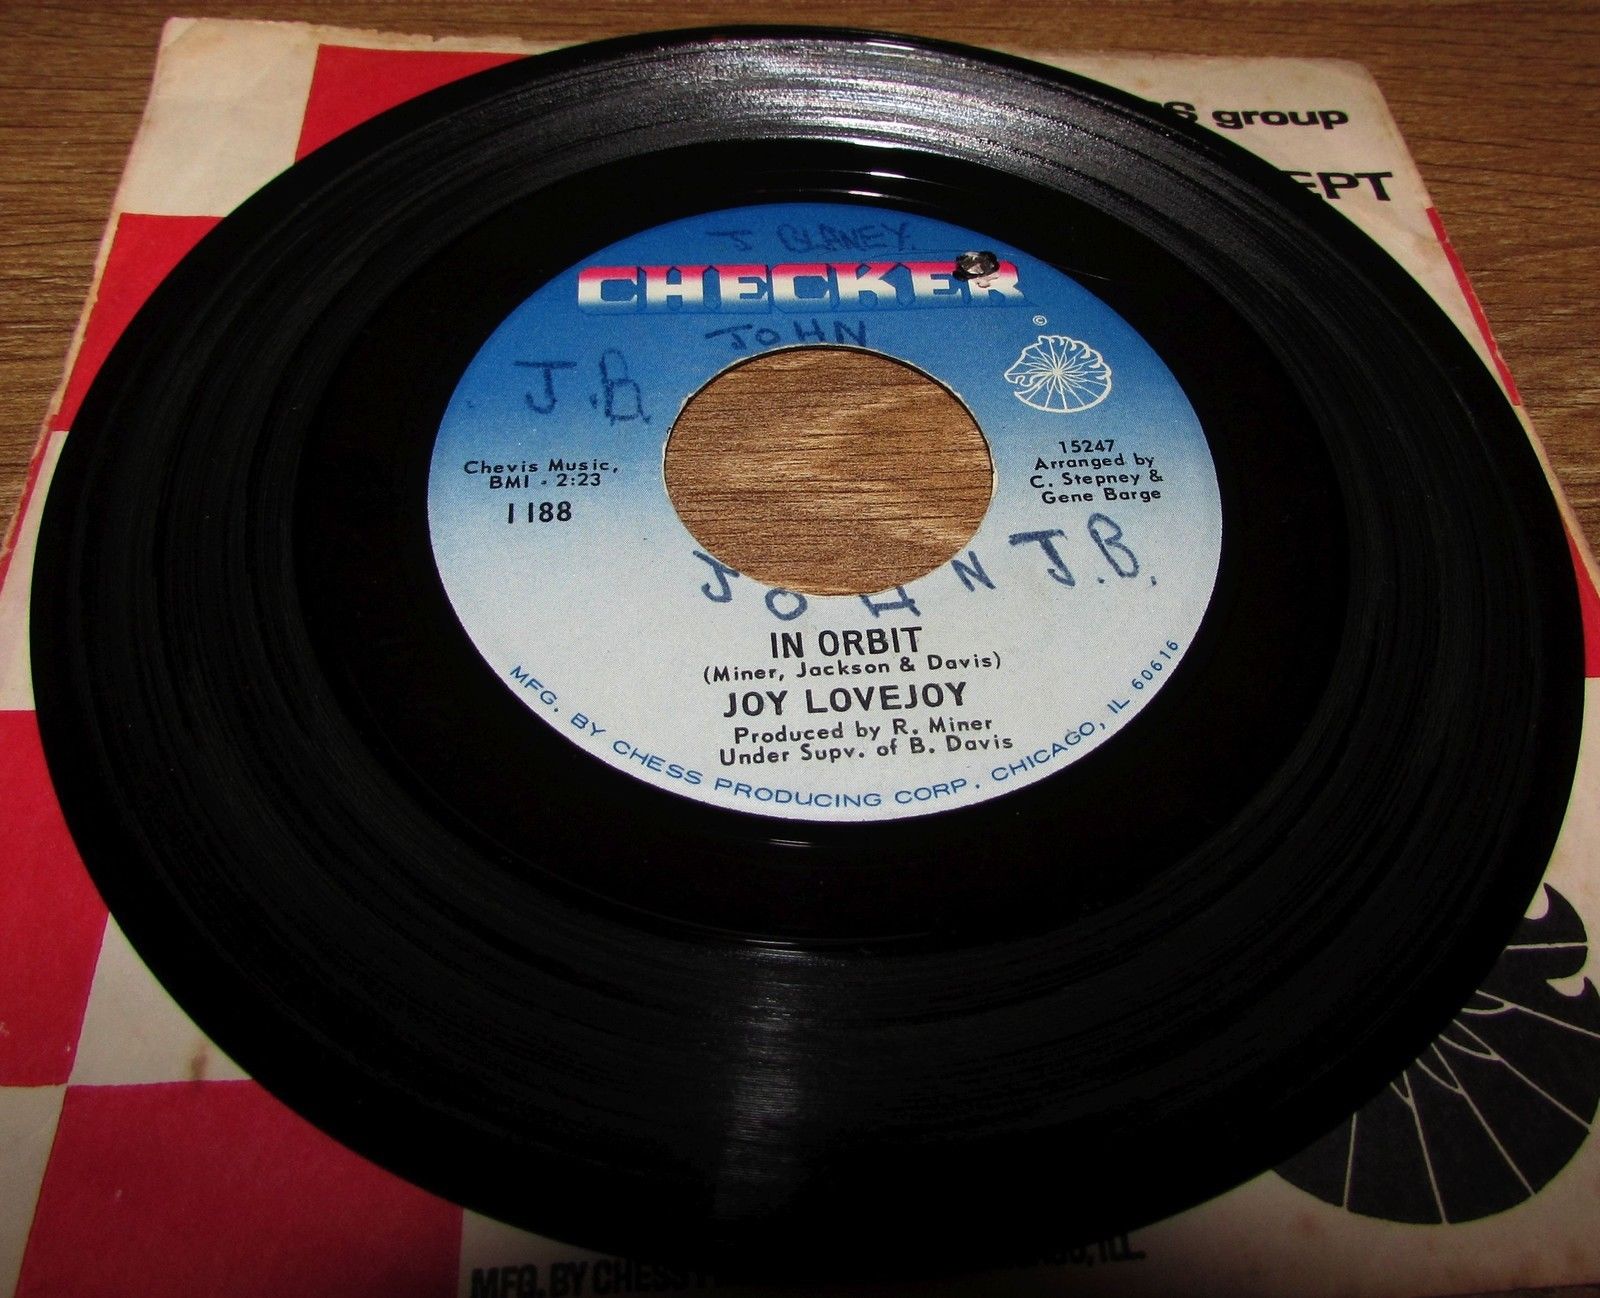 group
EPT
J BLANEY.
CHECKER
JOHN
©
J.B.
Chevis Music,
BMI - 2:23
1188
15247
Arranged by
C. Stepney &
Gene Barge
JOHN J.B.
IN ORBIT
(Miner, Jackson & Davis)
JOY LOVEJOY
Produced by R. Miner
Under Supv. of B. Davis
MFG. BY CHESS PRODUCING CORP. CHICAGO, IL 60616
MFG. BY CHESS
ILL.